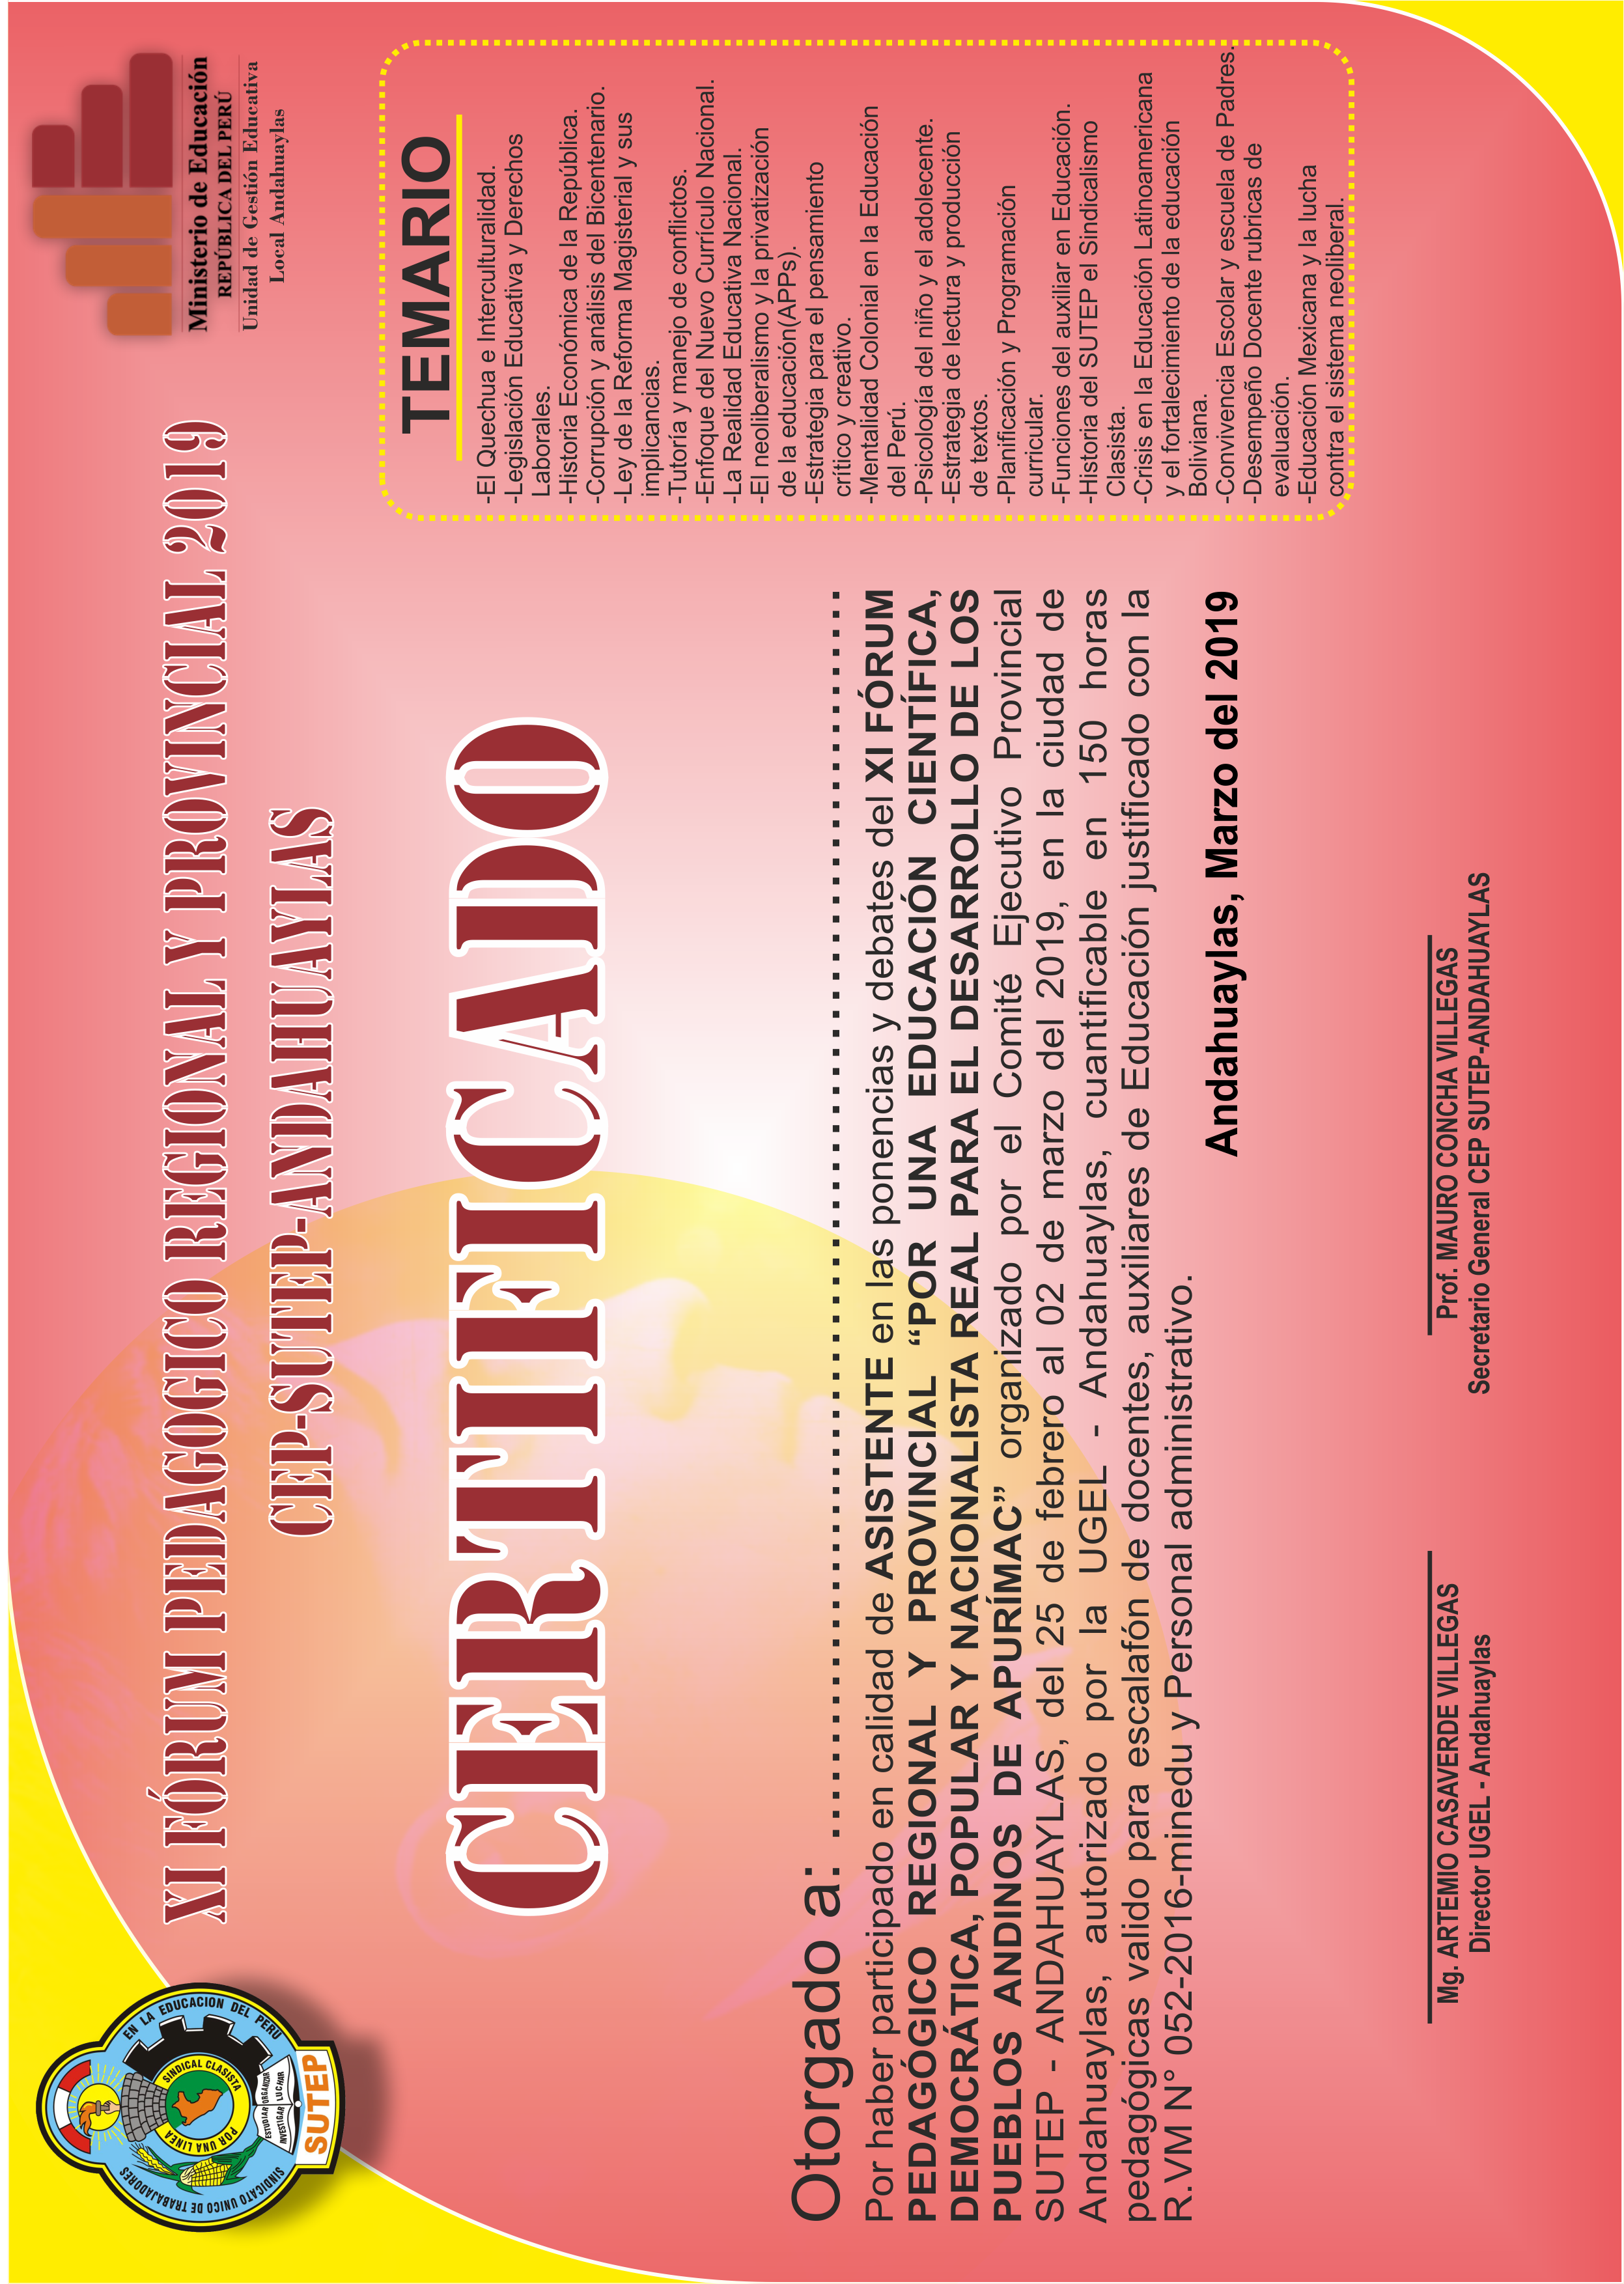 EN LA EDUCACION DEL PERU
SINDICATO UNICO DE TRABAJADORES
SINDICAL CLASISTA
POR UNA LINEA
ESTUDIAR ORGANIZAR
INVESTIGAR LUCHAR
SUTEP
XI FÓRUM PEDAGOGICO REGIONAL Y PROVINCIAL 2019
CEP-SUTEP-ANDAHUAYLAS
Ministerio de Educación
REPÚBLICA DEL PERÚ
Unidad de Gestión Educativa
Local Andahuaylas
CERTIFICADO
Otorgado a: ........................................................................
Por haber participado en calidad de ASISTENTE en las ponencias y debates del XI FÓRUM
PEDAGÓGICO REGIONAL Y PROVINCIAL “POR UNA EDUCACIÓN CIENTÍFICA,
DEMOCRÁTICA, POPULAR Y NACIONALISTA REAL PARA EL DESARROLLO DE LOS
PUEBLOS ANDINOS DE APURÍMAC” organizado por el Comité Ejecutivo Provincial
SUTEP - ANDAHUAYLAS, del 25 de febrero al 02 de marzo del 2019, en la ciudad de
Andahuaylas, autorizado por la UGEL - Andahuaylas, cuantificable en 150 horas
pedagógicas valido para escalafón de docentes, auxiliares de Educación justificado con la
R.VM N° 052-2016-minedu y Personal administrativo.
Andahuaylas, Marzo del 2019
TEMARIO
-El Quechua e Interculturalidad.
-Legislación Educativa y Derechos
Laborales.
-Historia Económica de la República.
-Corrupción y análisis del Bicentenario.
-Ley de la Reforma Magisterial y sus
implicancias.
-Tutoría y manejo de conflictos.
-Enfoque del Nuevo Currículo Nacional.
-La Realidad Educativa Nacional.
-El neoliberalismo y la privatización
de la educación(APPs).
-Estrategia para el pensamiento
crítico y creativo.
-Mentalidad Colonial en la Educación
del Perú.
-Psicología del niño y el adolecente.
-Estrategia de lectura y producción
de textos.
-Planificación y Programación
curricular.
-Funciones del auxiliar en Educación.
-Historia del SUTEP el Sindicalismo
Clasista.
-Crisis en la Educación Latinoamericana
y el fortalecimiento de la educación
Boliviana.
-Convivencia Escolar y escuela de Padres.
-Desempeño Docente rubricas de
evaluación.
-Educación Mexicana y la lucha
contra el sistema neoliberal.
Mg. ARTEMIO CASAVERDE VILLEGAS
Director UGEL - Andahuaylas
Prof. MAURO CONCHA VILLEGAS
Secretario General CEP SUTEP-ANDAHUAYLAS